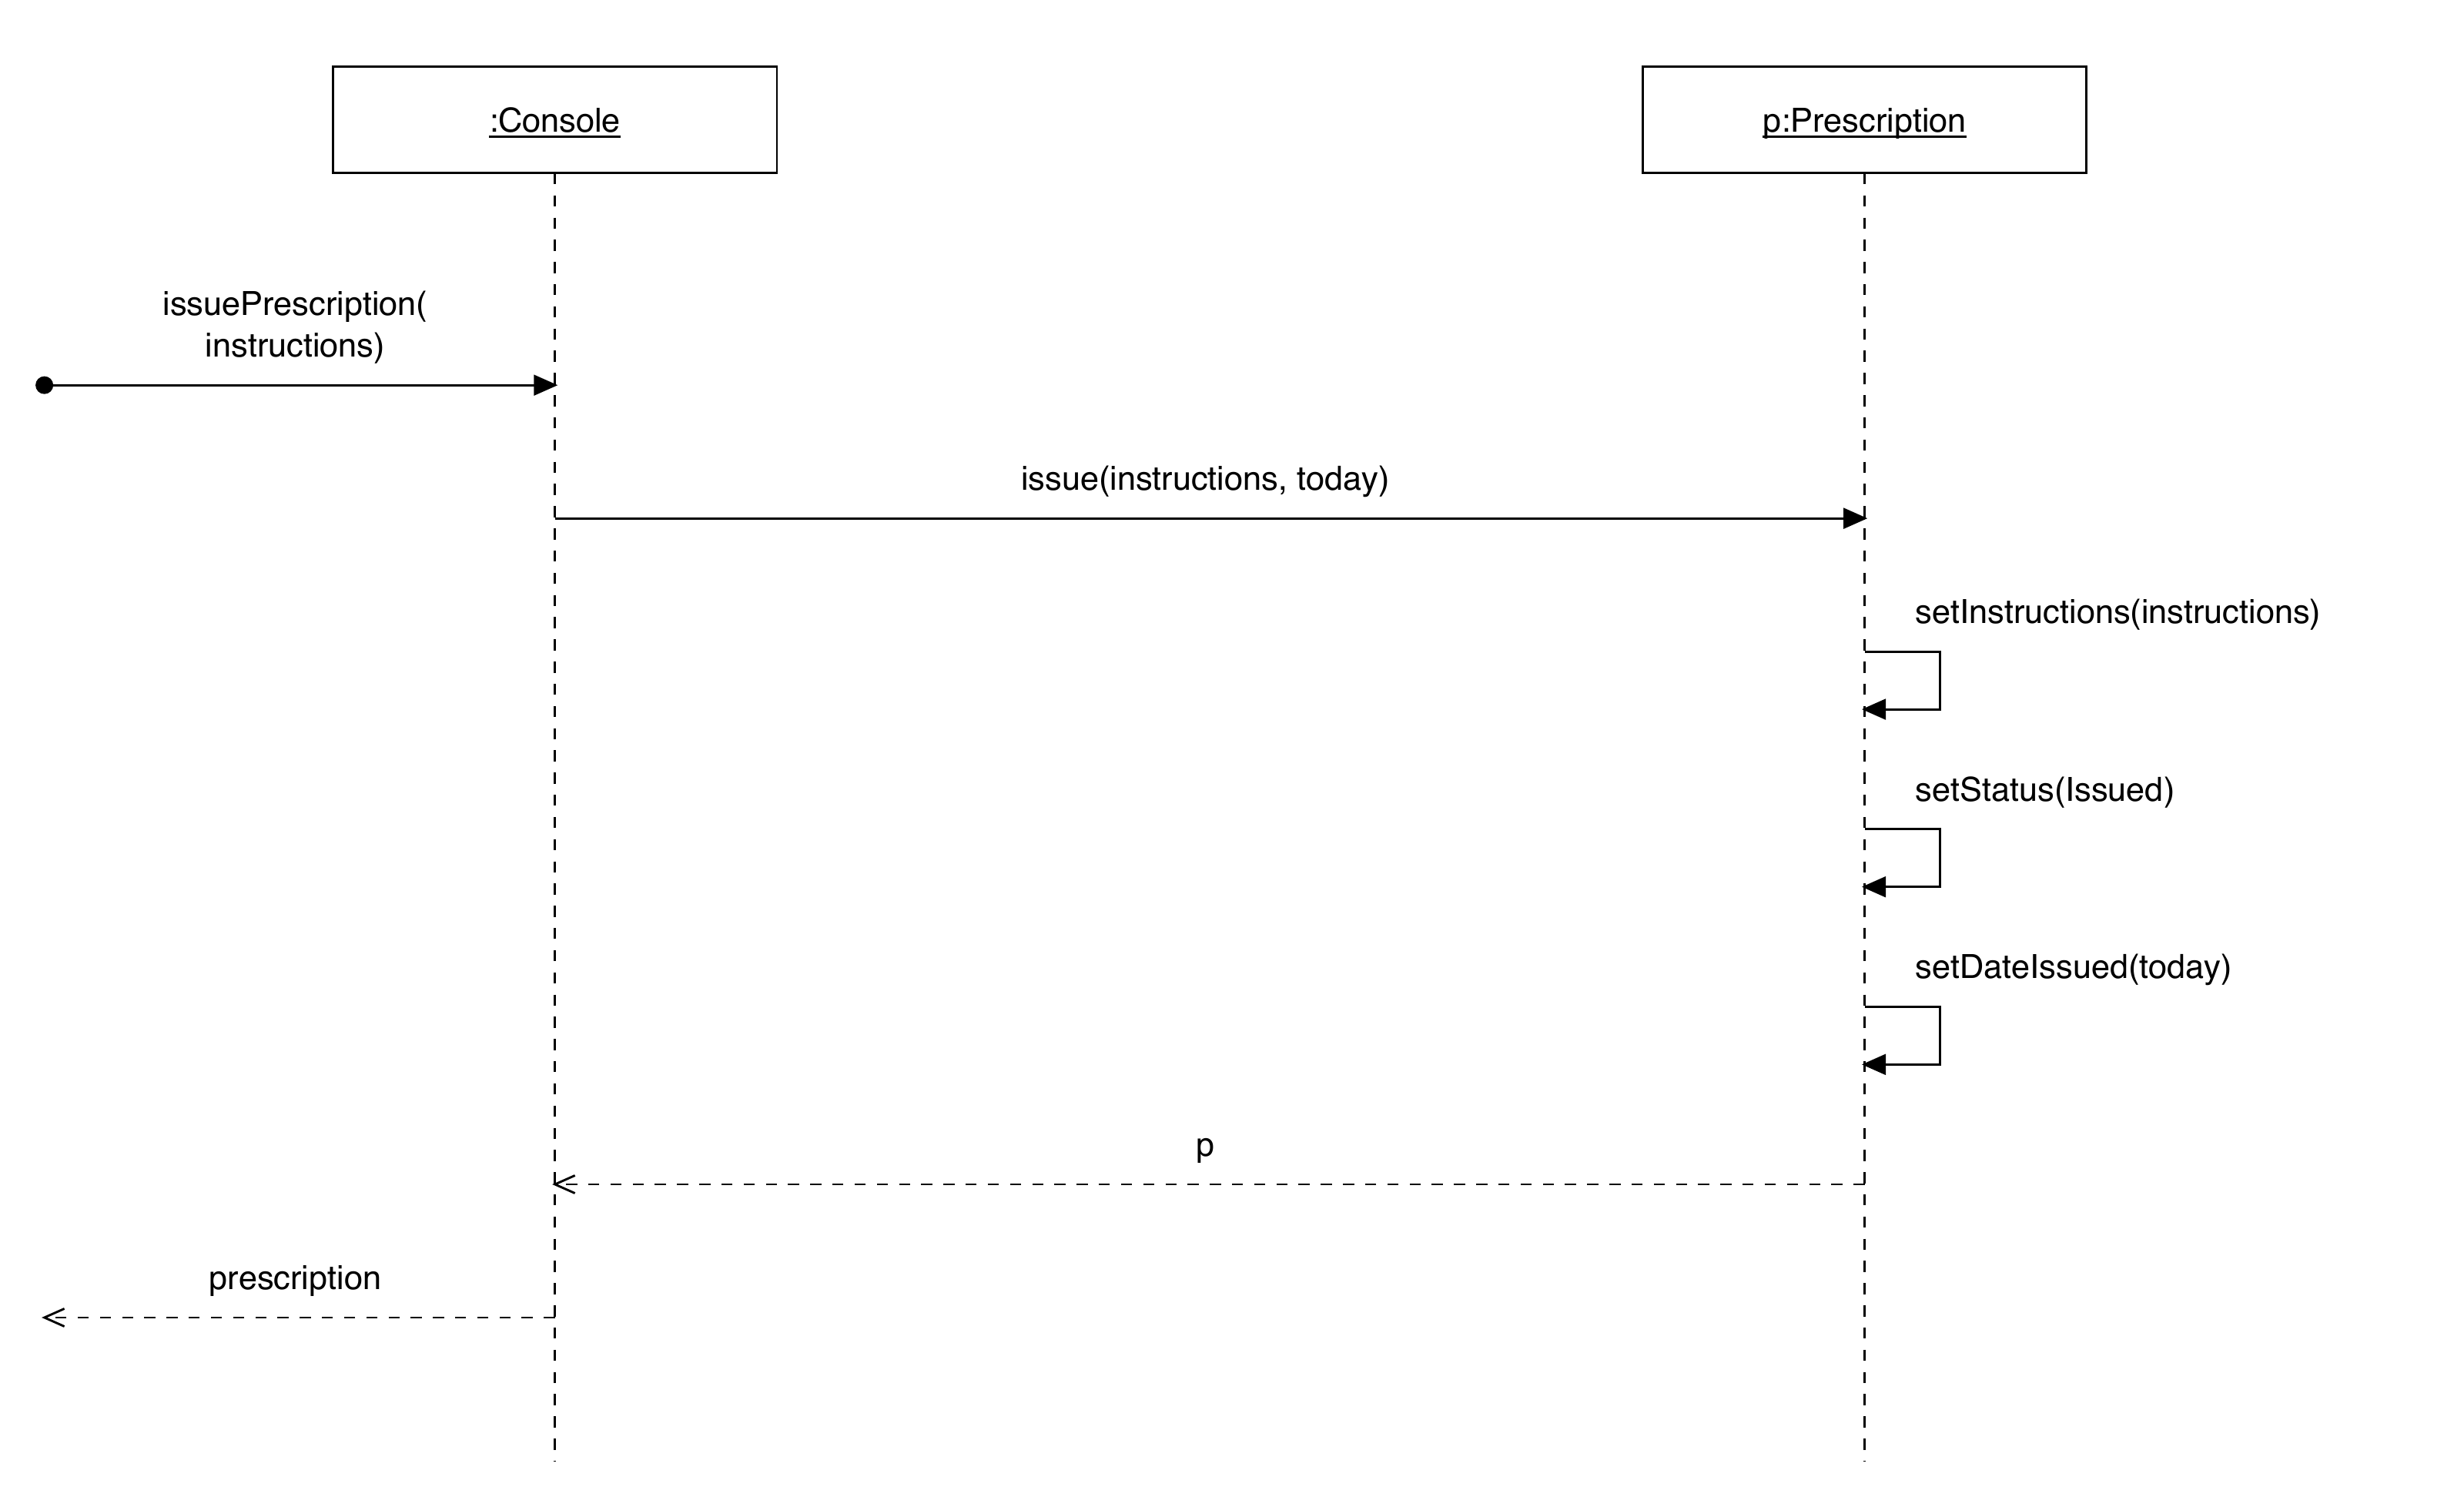 :Console
p:Prescription
issuePrescription(
instructions)
issue(instructions, today)
setInstructions(instructions)
setStatus(Issued)
setDateIssued(today)
p
prescription